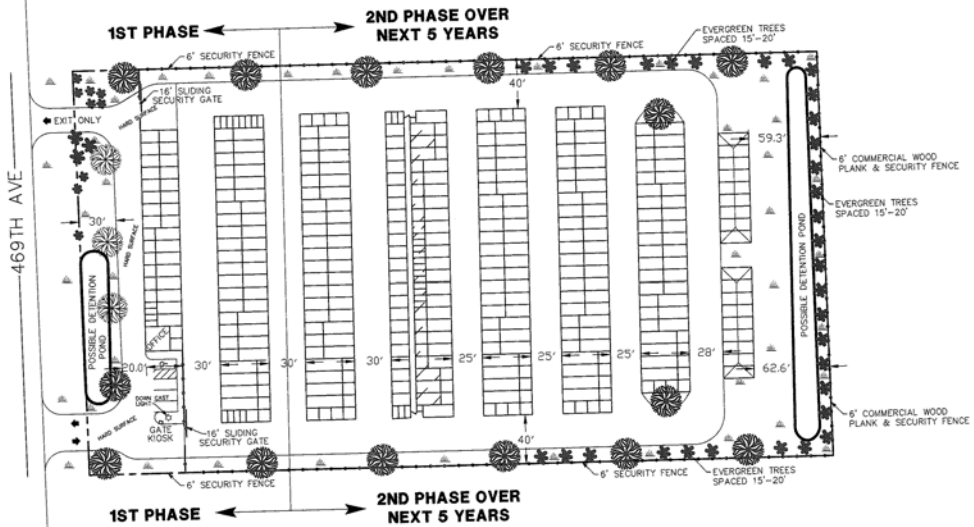 1ST PHASE
2ND PHASE OVER
NEXT 5 YEARS
6' SECURITY FENCE
6' SECURITY FENCE
EVERGREEN TREES
SPACED 15'-20'
16' SLIDING
SECURITY GATE
40'
EXIT ONLY
HARD SURFACE
59.3'
6' COMMERCIAL WOOD
PLANK & SECURITY FENCE
EVERGREEN TREES
SPACED 15'-20'
469TH AVE
30'
HARD SURFACE
POSSIBLE DETENTION
POND
POSSIBLE DETENTION POND
OFFICE
20.0'
30'
30'
30'
25'
25'
25'
28'
62.6'
DOWN CAST
LIGHT
GATE
KIOSK
HARD SURFACE
16' SLIDING
SECURITY GATE
40'
6' COMMERCIAL WOOD
PLANK & SECURITY FENCE
6' SECURITY FENCE
6' SECURITY FENCE
EVERGREEN TREES
SPACED 15'-20'
1ST PHASE
2ND PHASE OVER
NEXT 5 YEARS